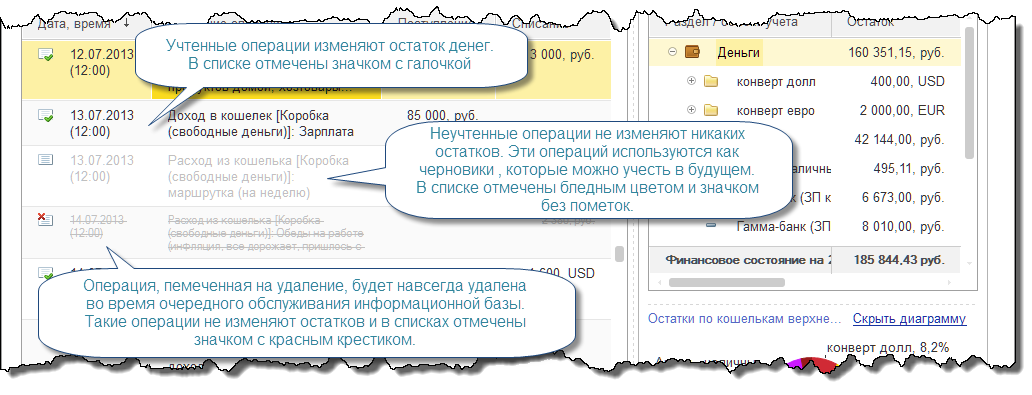 Дата, время ↓
Списан
Остаток
Учтенные операции изменяют остаток денег.
В списке отмечены значком с галочкой
12.07.2013
(12:00)
продуктов домой, Хозтовары...
3 000, руб.
13.07.2013
(12:00)
Доход в кошелек [Коробка
(свободные деньги)]: Зарплата
85 000, руб.
13.07.2013
(12:00)
Расход из кошелька [Коробка
(свободные деньги)]:
маршрутка (на неделю)
Неучтенные операции не изменяют никаких
остатков. Эти операций используются как
черновики , которые можно учесть в будущем.
В списке отмечены бледным цветом и значком
без пометок.
14.07.2013
(12:00)
Расход из кошелька [Коробка
(свободные деньги)]: Обеды на работе
(инфляция, все дорожает, пришлось с
600, USD
Операция, пемеченная на удаление, будет навсегда удалена
во время очередного обслуживания информационной базы.
Такие операции не изменяют остатков и в списках отмечены
значком с красным крестиком.
Деньги
160 351,15, руб.
конверт долл
400,00, USD
конверт евро
2 000,00, EUR
42 144,00, руб.
495,11, руб.
(ЗП к
6 673,00, руб.
Гамма-банк (ЗП
8 010,00, руб.
Финансовое состояние на 2
185 844,43 руб.
Остатки по кошелькам верхне...
Скрыть диаграмму
конверт долл, 8,2%